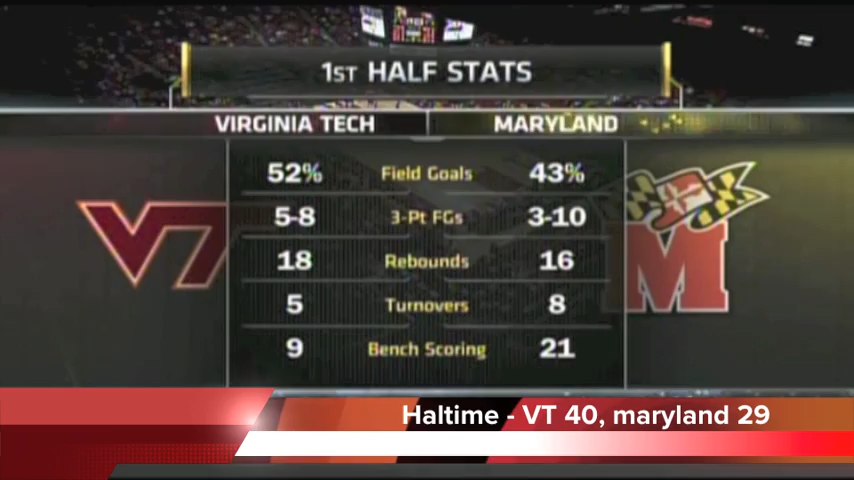 1ST HALF STATS
VIRGINIA TECH MARYLAND
52% Field Goals 43%
5-8 3-Pt FGs 3-10
18 Rebounds 16
5 Turnovers 8
9 Bench Scoring 21
VT
M
Haltime - VT 40, maryland 29